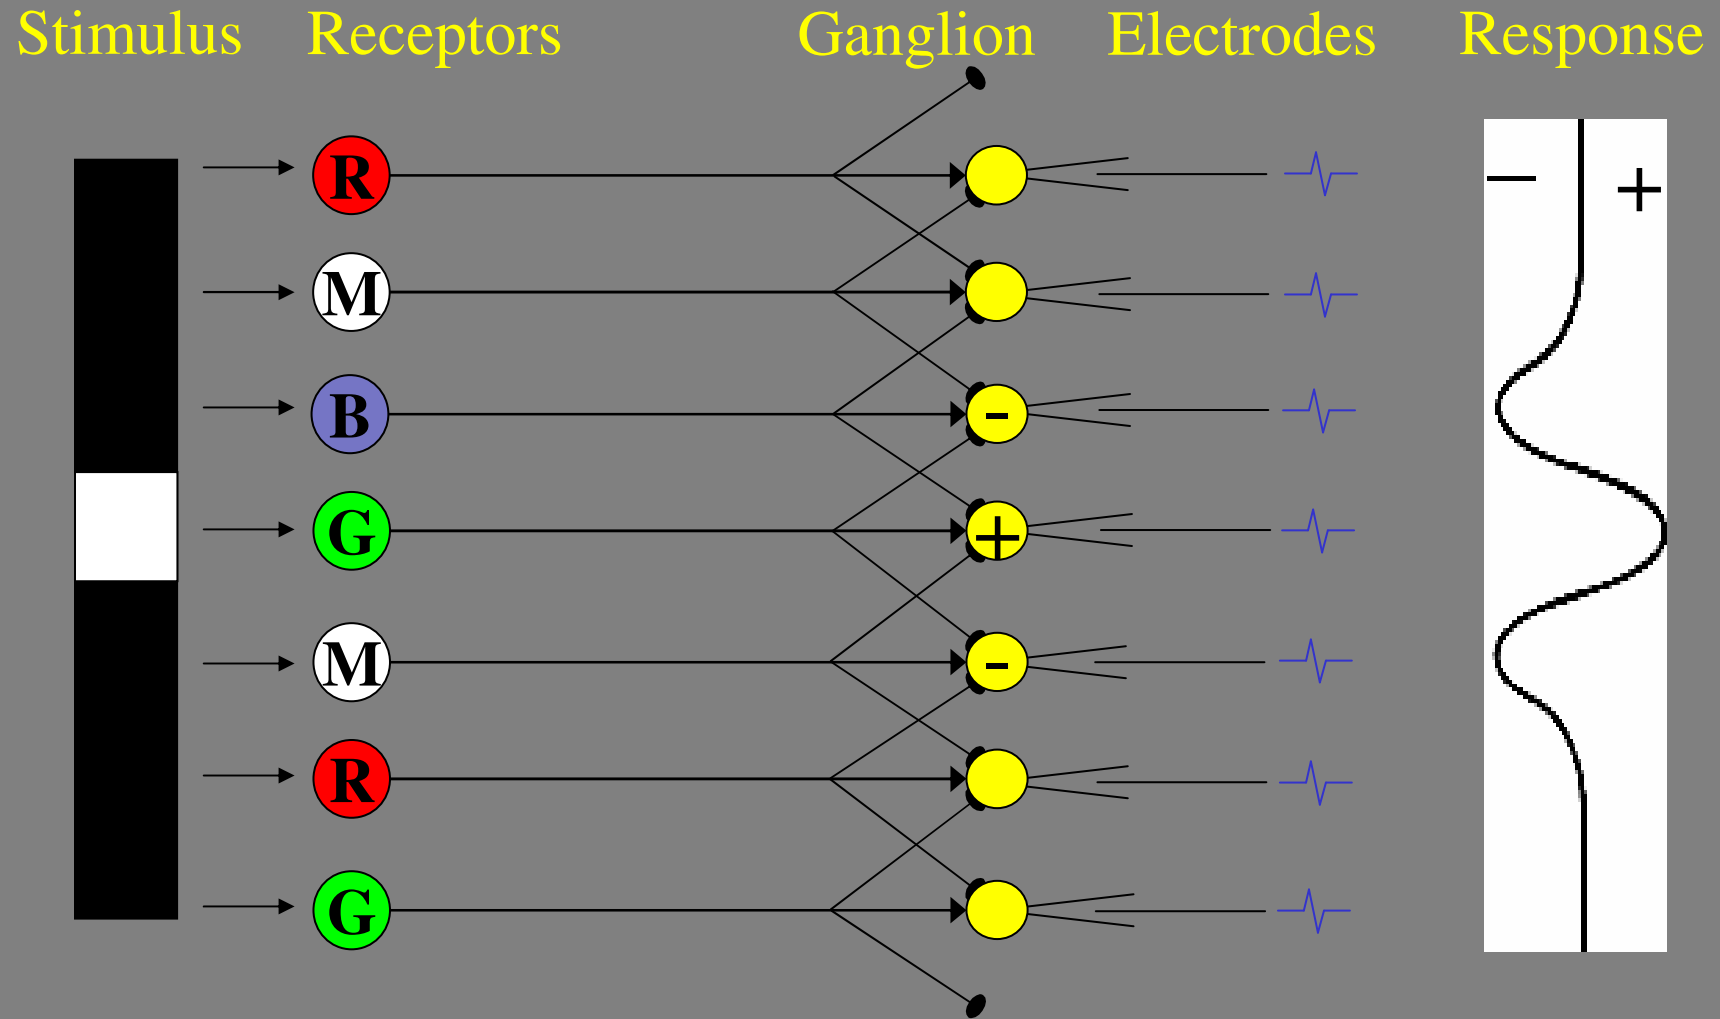 Stimulus Receptors Ganglion Electrodes Response
R
− +
M
B -
G +
M -
R
G